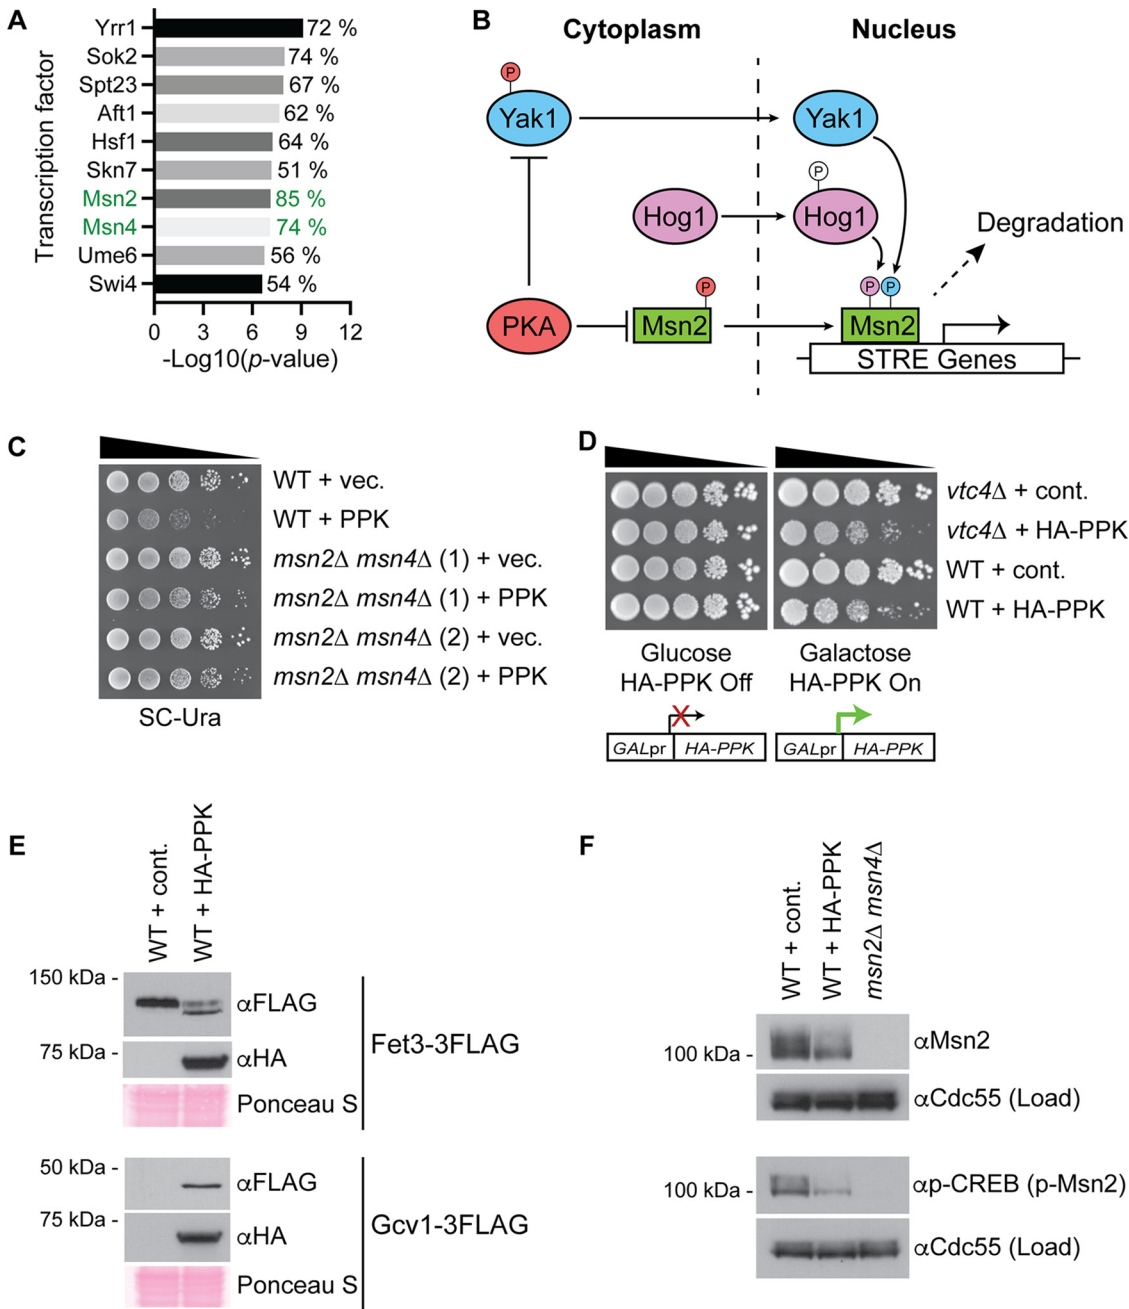 A
Transcription factor
Yrr1
72 %
Sok2
74 %
Spt23
67 %
Aft1
62 %
Hsf1
64 %
Skn7
51 %
Msn2
85 %
Msn4
74 %
Ume6
56 %
Swi4
54 %
0 3 6 9 12
-Log10(p-value)
B
Cytoplasm
Nucleus
P
Yak1
Yak1
P
Hog1
Hog1
Degradation
P
P P
PKA
Msn2
Msn2
STRE Genes
C
WT + vec.
WT + PPK
msn2Δ msn4Δ (1) + vec.
msn2Δ msn4Δ (1) + PPK
msn2Δ msn4Δ (2) + vec.
msn2Δ msn4Δ (2) + PPK
SC-Ura
D
vtc4Δ + cont.
vtc4Δ + HA-PPK
WT + cont.
WT + HA-PPK
Glucose
HA-PPK Off
Galactose
HA-PPK On
GALpr HA-PPK
GALpr HA-PPK
E
WT + cont.
WT + HA-PPK
150 kDa -
αFLAG
75 kDa -
αHA
Ponceau S
Fet3-3FLAG
50 kDa -
αFLAG
75 kDa -
αHA
Ponceau S
Gcv1-3FLAG
F
WT + cont.
WT + HA-PPK
msn2Δ msn4Δ
100 kDa -
αMsn2
αCdc55 (Load)
100 kDa -
αp-CREB (p-Msn2)
αCdc55 (Load)